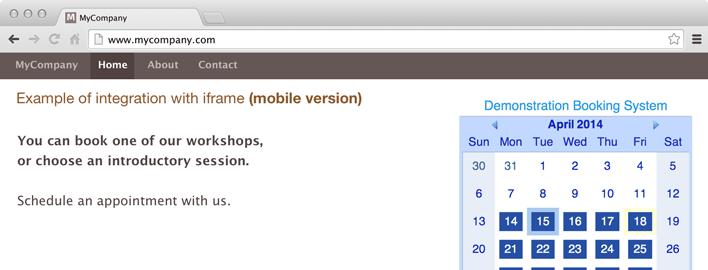 MyCompany
www.mycompany.com
MyCompany Home About Contact
Example of integration with iframe (mobile version)
You can book one of our workshops,
or choose an introductory session.
Schedule an appointment with us.
Demonstration Booking System
April 2014
Sun Mon Tue Wed Thu Fri Sat
30 31 1 2 3 4 5
6 7 8 9 10 11 12
13 14 15 16 17 18 19
20 21 22 23 24 25 26